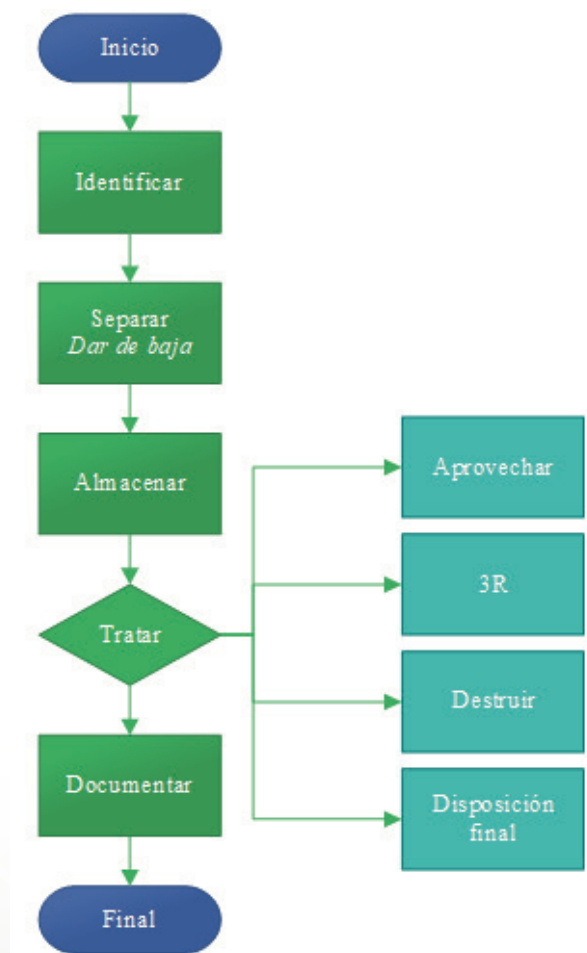 Inicio
Identificar
Separar
Dar de baja
Almacenar
Tratar
Documentar
Final
Aprovechar
3R
Destruir
Disposición
final